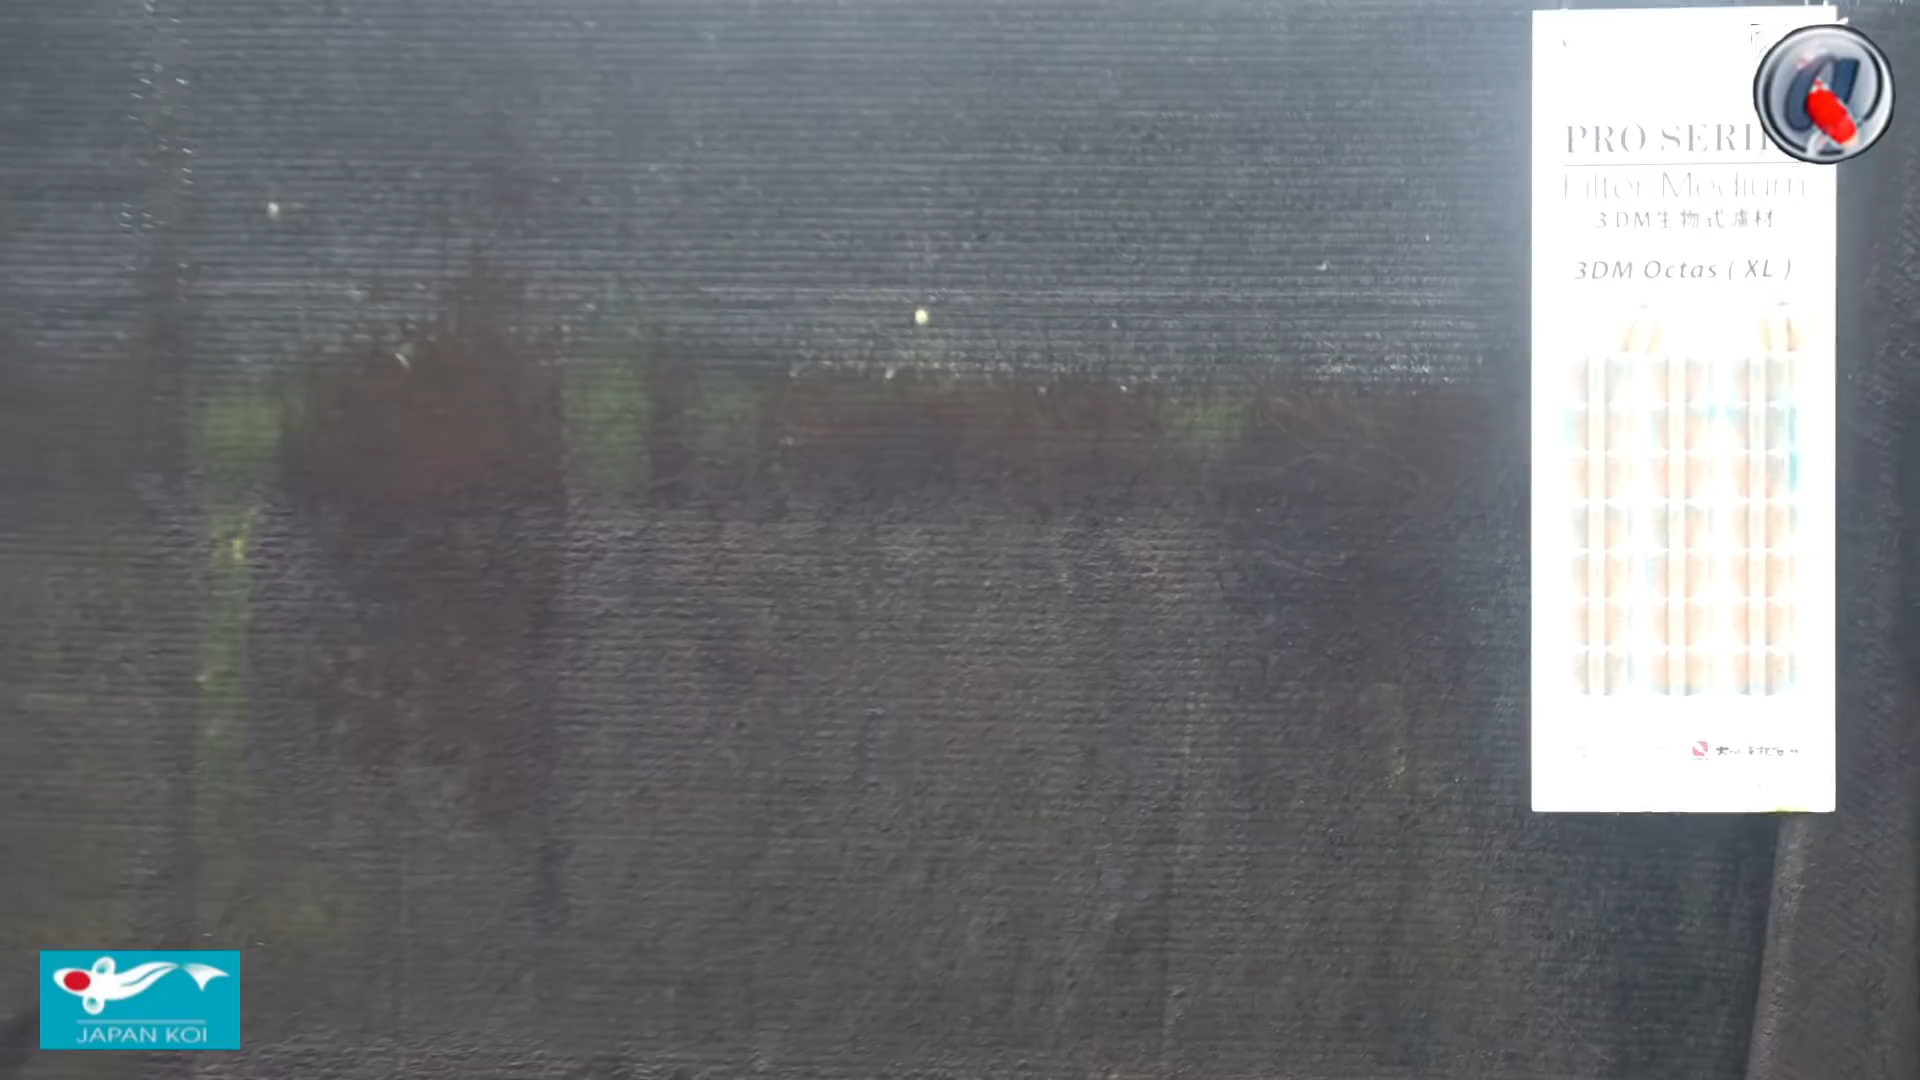 PRO SERI
Filter Medium
3DM生物式濾材
3DM Octas ( XL )
JAPAN KOI